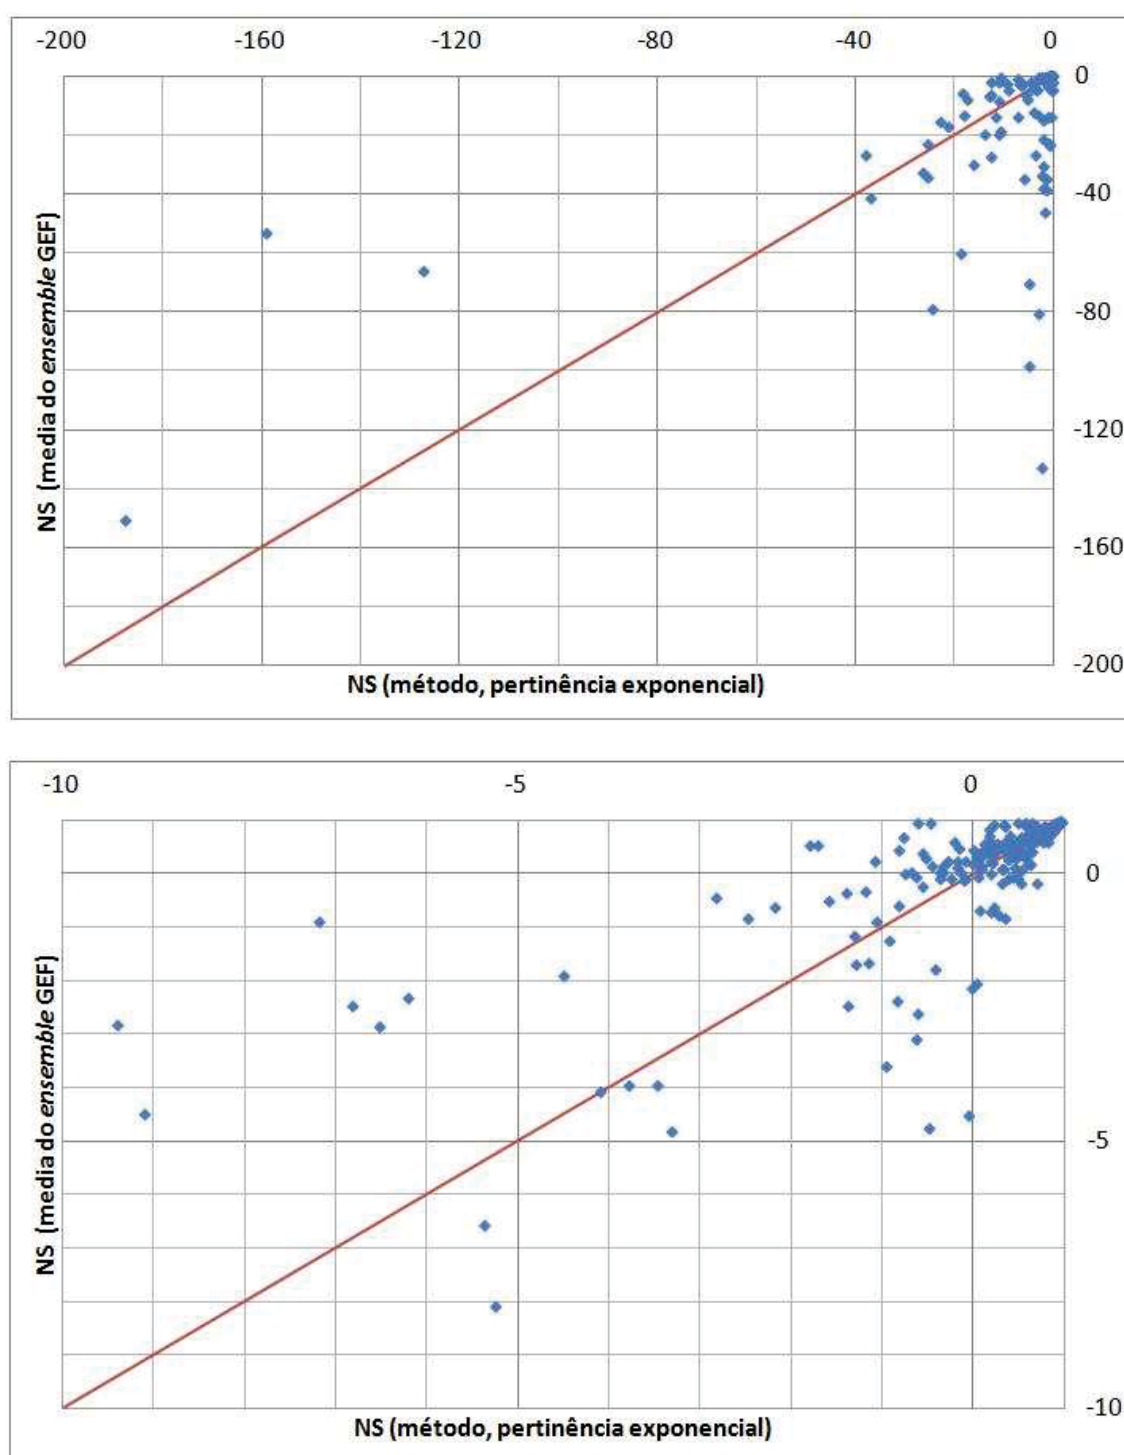 -200 -160 -120 -80 -40 0
0
-40
-80
-120
-160
-200
NS (media do ensemble GEF)
NS (método, pertinência exponencial)
-10 -5 0
0
-5
-10
NS (media do ensemble GEF)
NS (método, pertinência exponencial)